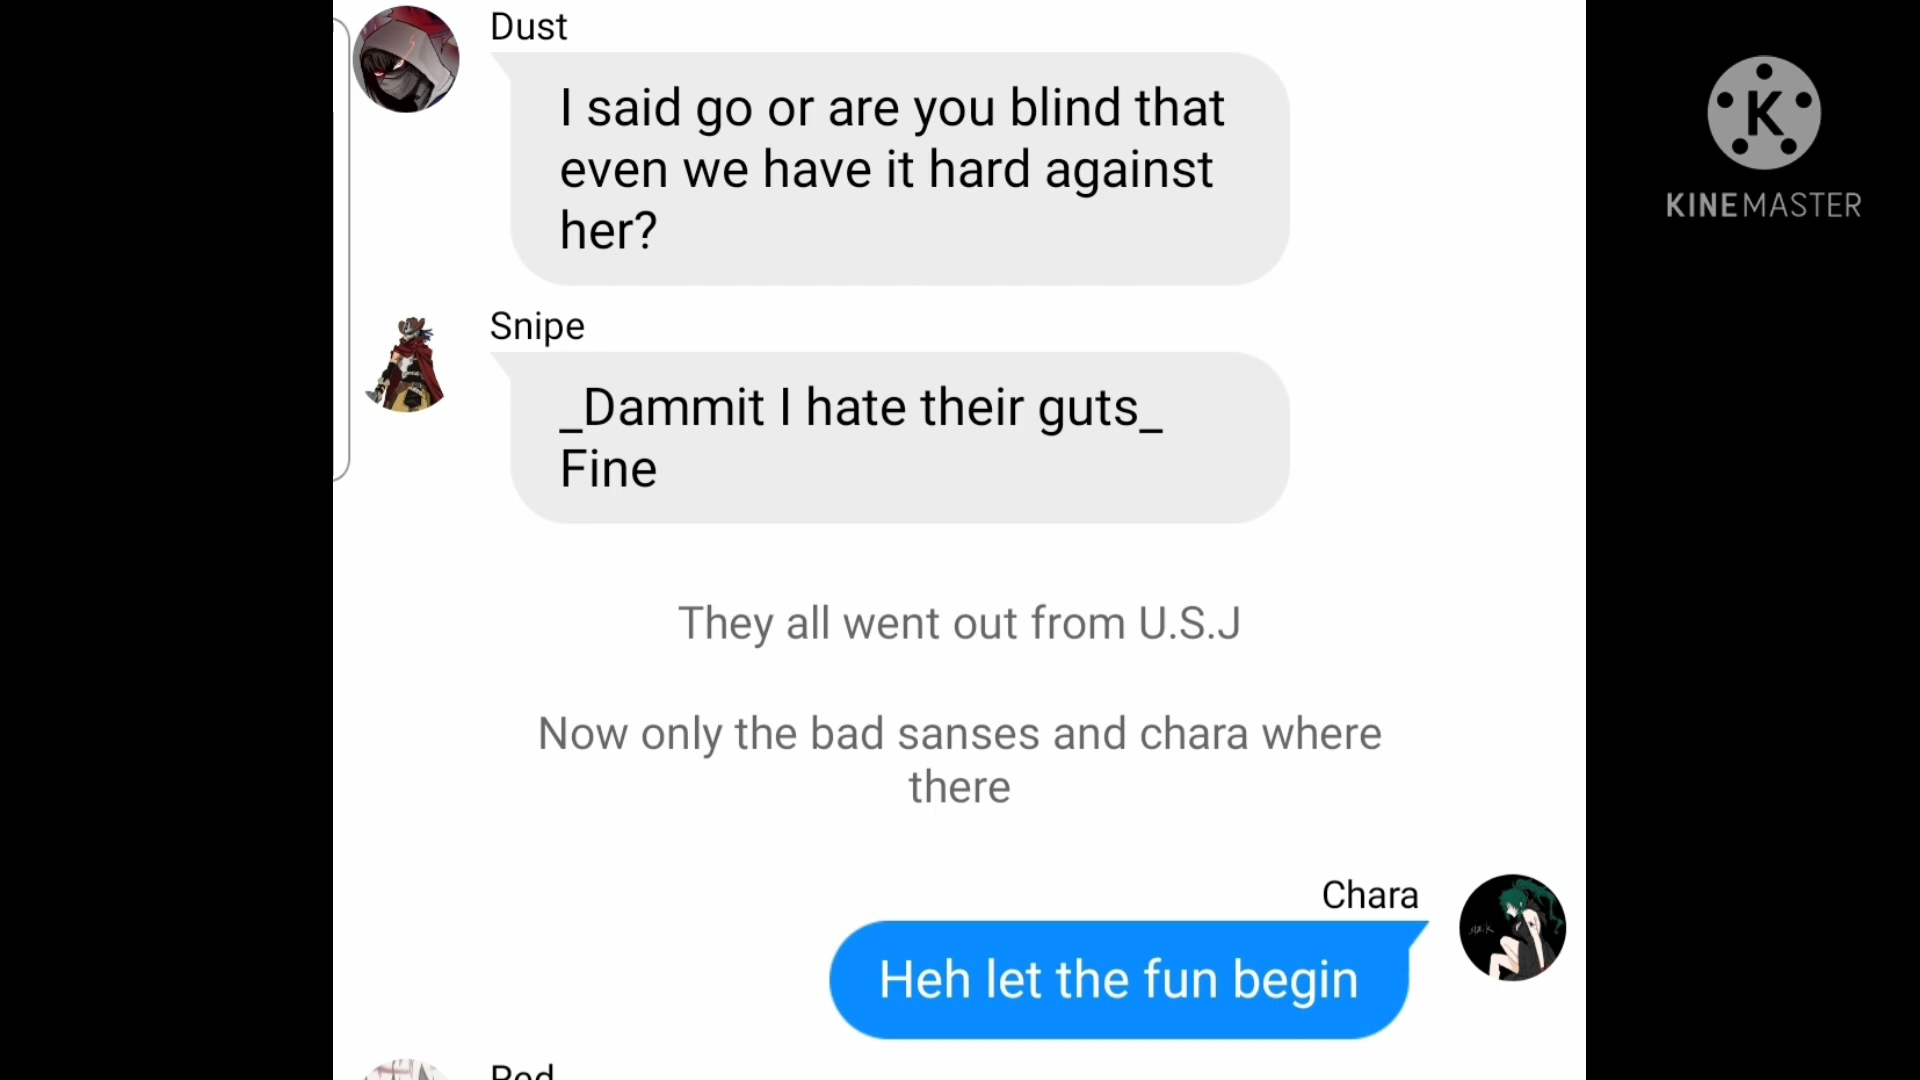 Dust
I said go or are you blind that
even we have it hard against
her?
Snipe
_Dammit I hate their guts_
Fine
They all went out from U.S.J
Now only the bad sanses and chara where
there
Chara
Heh let the fun begin
K
KINEMASTER